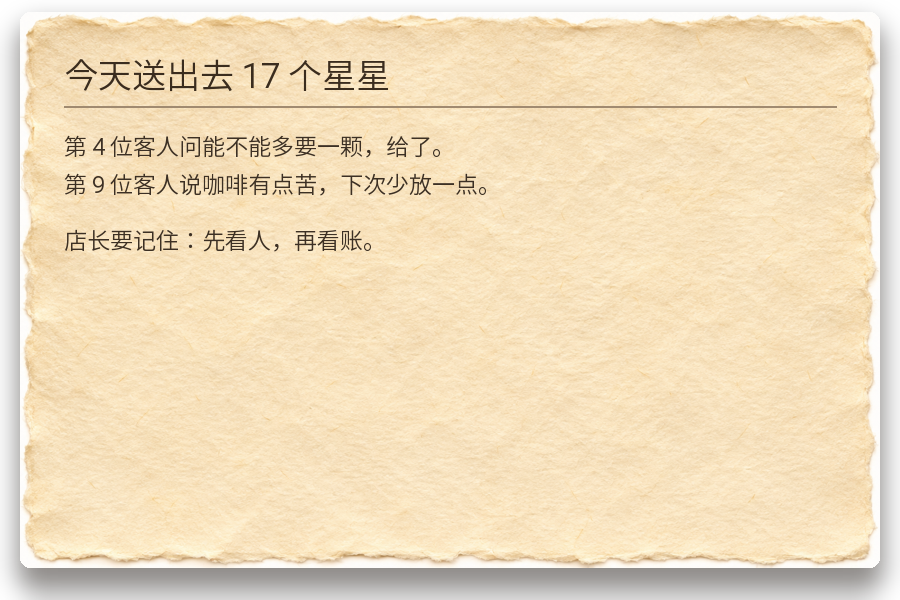 今天送出去 17 个星星
第 4 位客人问能不能多要一颗，给了。
第 9 位客人说咖啡有点苦，下次少放一点。
店长要记住：先看人，再看账。